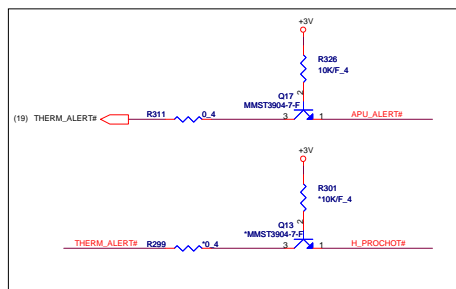 +3V
R326
10K/F_4
Q17
MMST3904-7-F
2
(19) THERM_ALERT#
R311
0_4
3
1
APU_ALERT#
+3V
R301
*10K/F_4
Q13
*MMST3904-7-F
2
THERM_ALERT#
R299
*0_4
3
1
H_PROCHOT#